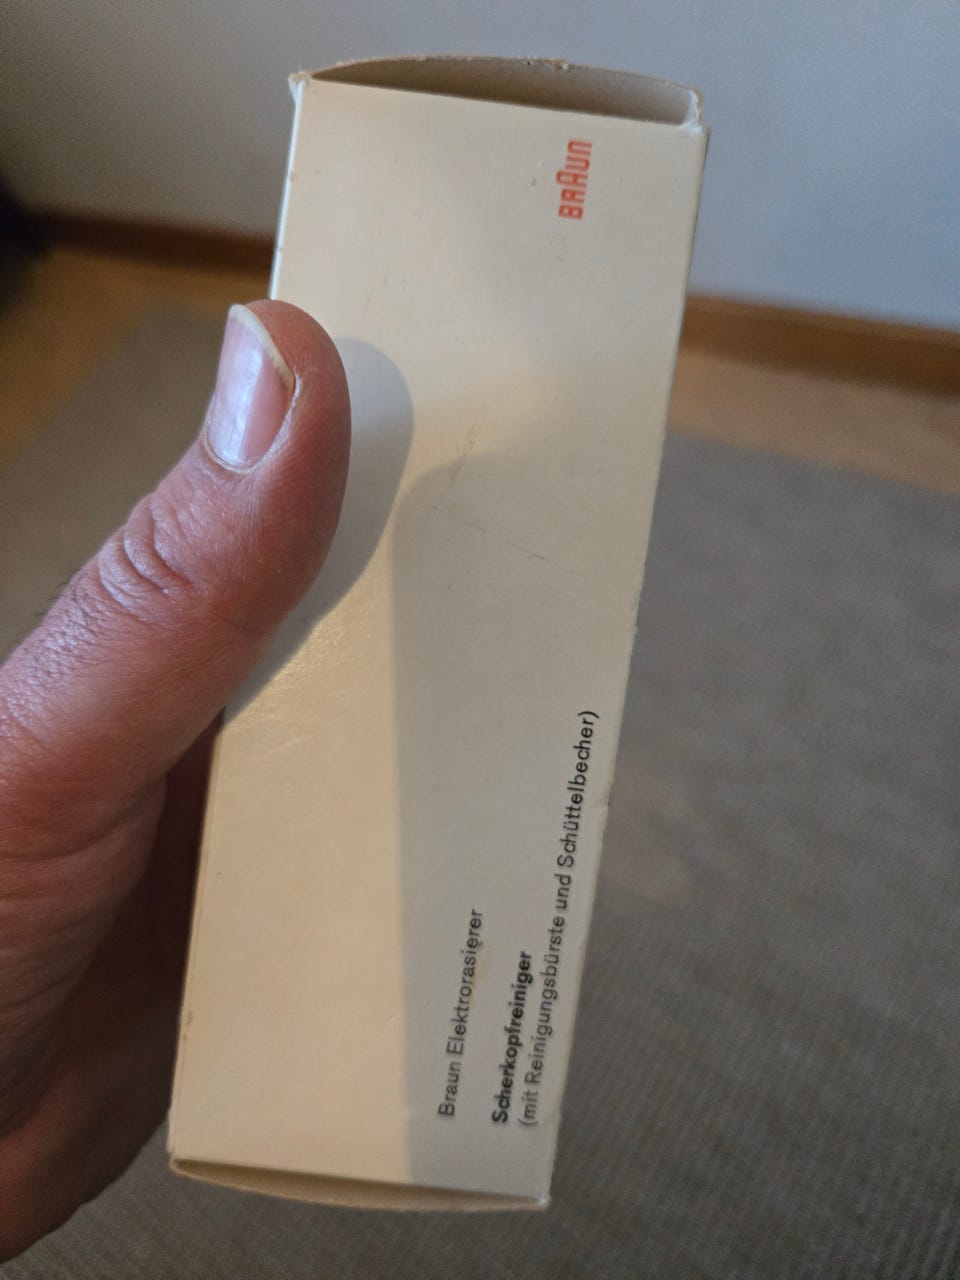 BRAUN
Braun Elektrorasierer
Scherkopfreiniger
(mit Reinigungsbürste und Schüttelbecher)